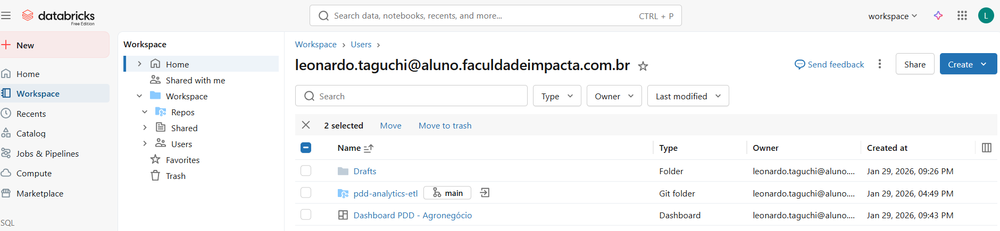 databricks
Free Edition
Search data, notebooks, recents, and more...
CTRL + P
workspace
L
New
Home
Workspace
Recents
Catalog
Jobs & Pipelines
Compute
Marketplace
SQL
Workspace
Home
Shared with me
Workspace
Repos
Shared
Users
Favorites
Trash
Workspace > Users >
leonardo.taguchi@aluno.faculdadeimpacta.com.br
Send feedback
Share
Create
Search
Type
Owner
Last modified
2 selected Move Move to trash
Name Type Owner Created at
Drafts Folder leonardo.taguchi@aluno.... Jan 29, 2026, 09:26 PM
pdd-analytics-etl main Git folder leonardo.taguchi@aluno.... Jan 29, 2026, 04:49 PM
Dashboard PDD - Agronegócio Dashboard leonardo.taguchi@aluno.... Jan 29, 2026, 09:43 PM